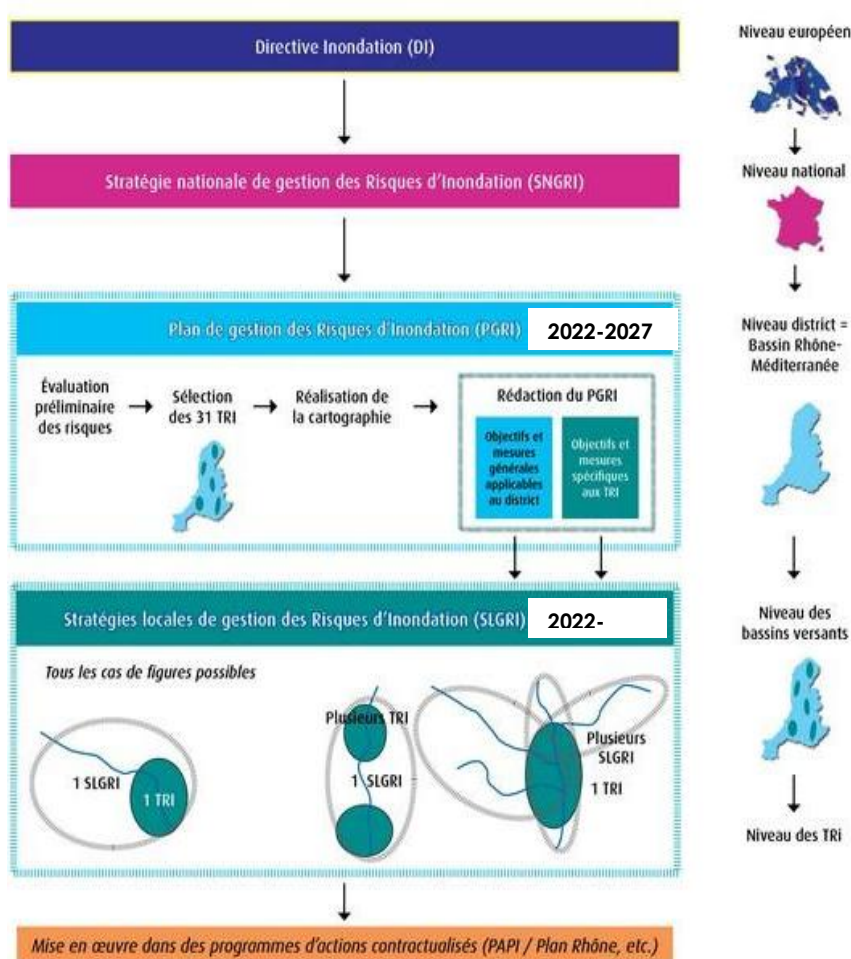 Directive Inondation (DI)
Stratégie nationale de gestion des Risques d'Inondation (SNGRI)
Plan de gestion des Risques d'Inondation (PGRI) 2022-2027
Évaluation
préliminaire
des risques
Sélection
des 31 TRI
Réalisation de
la cartographie
Rédaction du PGRI
Objectifs et
mesures
générales
applicables
au district
Objectifs et
mesures
spécifiques
aux TRI
Stratégies locales de gestion des Risques d'Inondation (SLGRI) 2022-
Tous les cas de figures possibles
1 SLGRI
1 TRI
Plusieurs TRI
1 SLGRI
Plusieurs
SLGRI
1 TRI
Mise en œuvre dans des programmes d'actions contractualisés (PAPI / Plan Rhône, etc.)
Niveau européen
Niveau national
Niveau district =
Bassin Rhône-
Méditerranée
Niveau des
bassins versants
Niveau des TRi